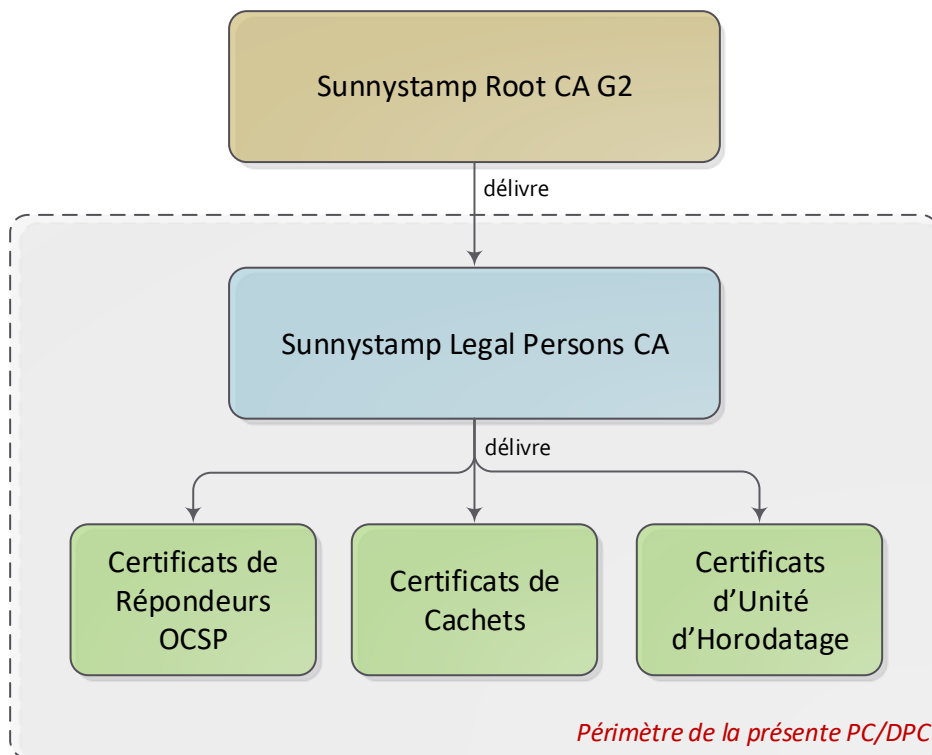 Sunnystamp Root CA G2
délivre
Sunnystamp Legal Persons CA
délivre
Certificats de
Répondeurs
OCSP
Certificats de
Cachets
Certificats
d’Unité
d’Horodatage
Périmètre de la présente PC/DPC